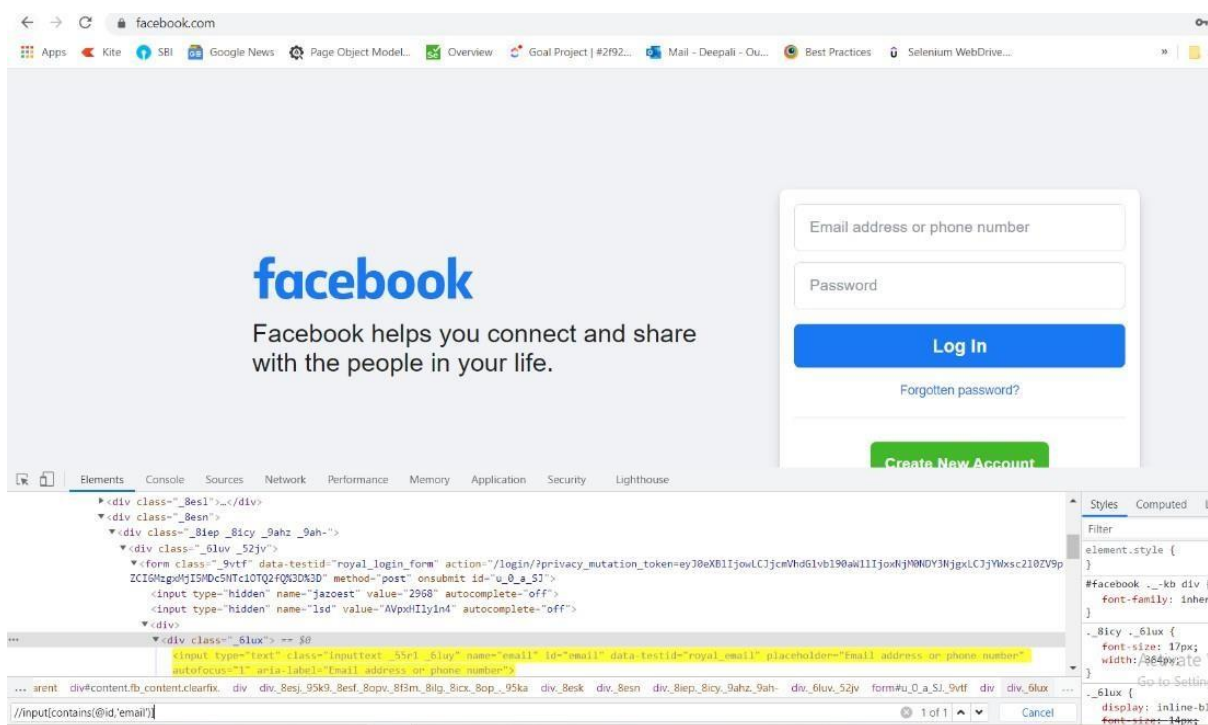 facebook.com
Apps Kite SBI Google News Page Object Model... Overview Goal Project | #2f92... Mail - Deepali - Ou... Best Practices Selenium WebDrive... »
Email address or phone number
Password
facebook
Facebook helps you connect and share
with the people in your life.
Log In
Forgotten password?
Create New Account
Elements Console Sources Network Performance Memory Application Security Lighthouse
Styles Computed L
<div class="_8esl">…</div>
<div class="_8esn">
Filter
<div class="_8iep _8icy _9ahz _9ah-">
<div class="_6luv _52jv">
element.style {
<form class="_9vtf" data-testid="royal_login_form" action="/login/?privacy_mutation_token=
}
method="post" onsubmit id="u_0_a_SJ">
#facebook ._-kb div {
<input type="hidden" name="jazoest" value="2968" autocomplete="off">
font-family: inher
<input type="hidden" name="lsd" value="AVpxHIlyln4" autocomplete="off">
}
<div>
<div class="_6lux"> == $0
._8icy ._6lux {
font-size: 17px;
<input type="text" class="inputtext _55r1 _6luy" name="email" id="email" data-testid="royal_email" placeholder="Email address or phone number"
width: 364px;
autofocus="1" aria-label="Email address or phone number">
}
Go to Settin
... arent div#content.fb_content.clearfix. div div._8esj._95k9._8esf._8opv._8f3m._8ilg._8icx._8op_._95ka div._8esk div._8esn div._8iep._8icy._9ahz._9ah- div._6luv._52jv form#u_0_a_SJ._9vtf div div._6lux ...
._6lux {
display: inline-bl
font-size: 14px;
//input[contains(@id,'email')]
1 of 1
Cancel